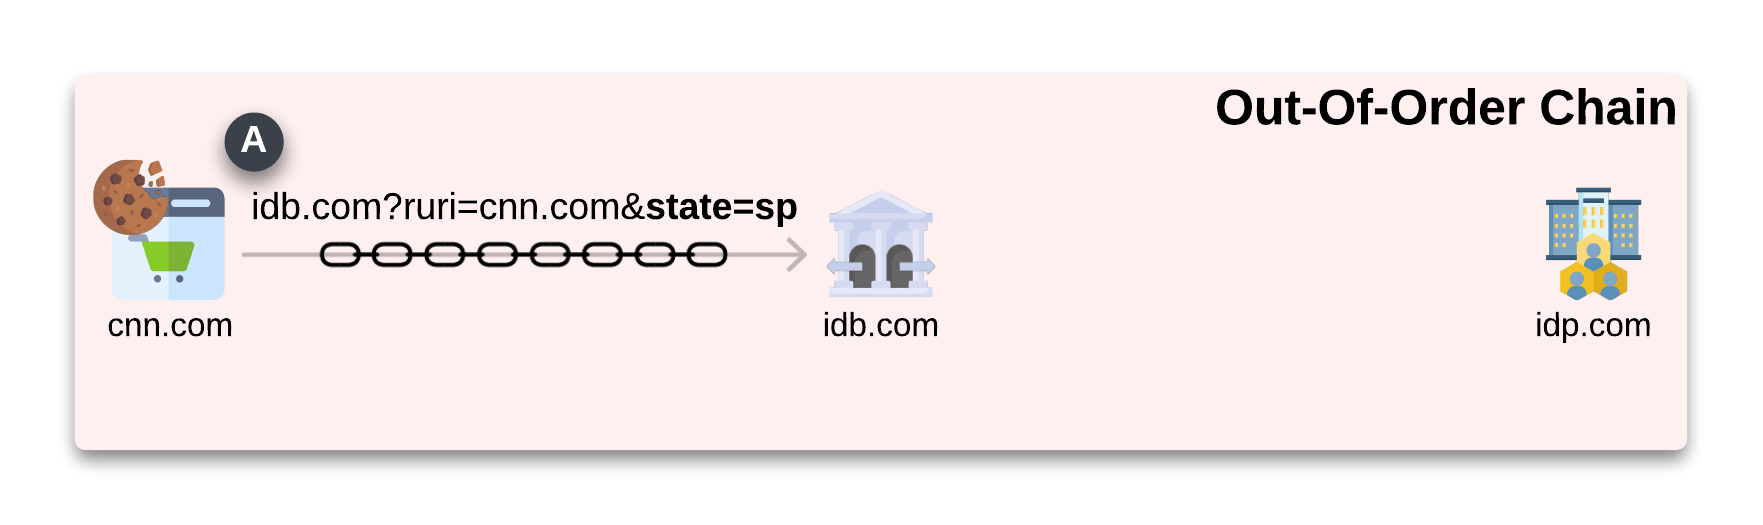 Out-Of-Order Chain
A
idb.com?ruri=cnn.com&state=sp
cnn.com
idb.com
idp.com